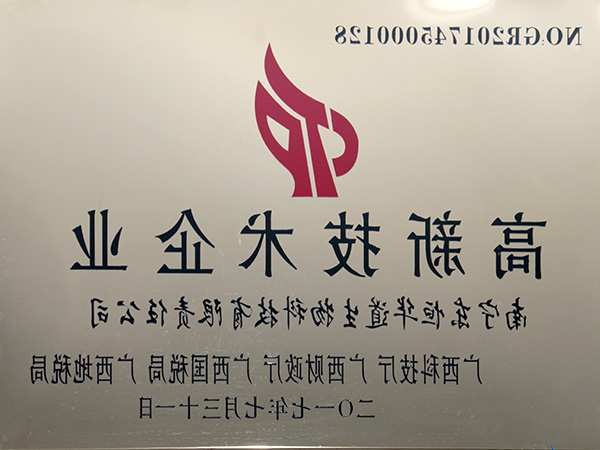 NO:GR201745000128
高新技术企业
南宁东恒华道生物科技有限责任公司
广西科技厅 广西财政厅 广西国税局 广西地税局
二〇一七年七月三十一日